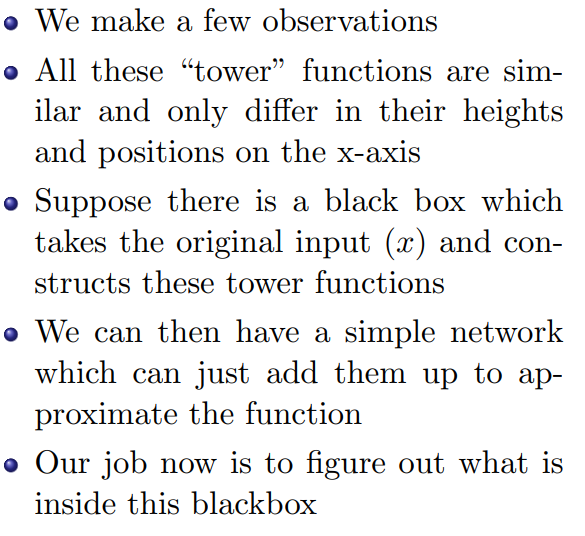 • We make a few observations
• All these “tower” functions are sim-
ilar and only differ in their heights
and positions on the x-axis
• Suppose there is a black box which
takes the original input (x) and con-
structs these tower functions
• We can then have a simple network
which can just add them up to ap-
proximate the function
• Our job now is to figure out what is
inside this blackbox